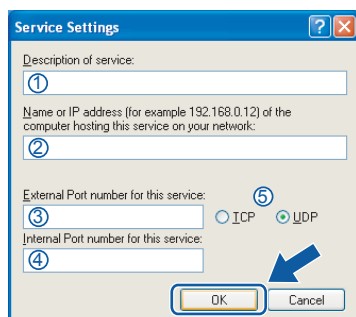 Service Settings
Description of service:
①
Name or IP address (for example 192.168.0.12) of the
computer hosting this service on your network:
②
External Port number for this service: ⑤
③ TCP UDP
Internal Port number for this service:
④
OK Cancel